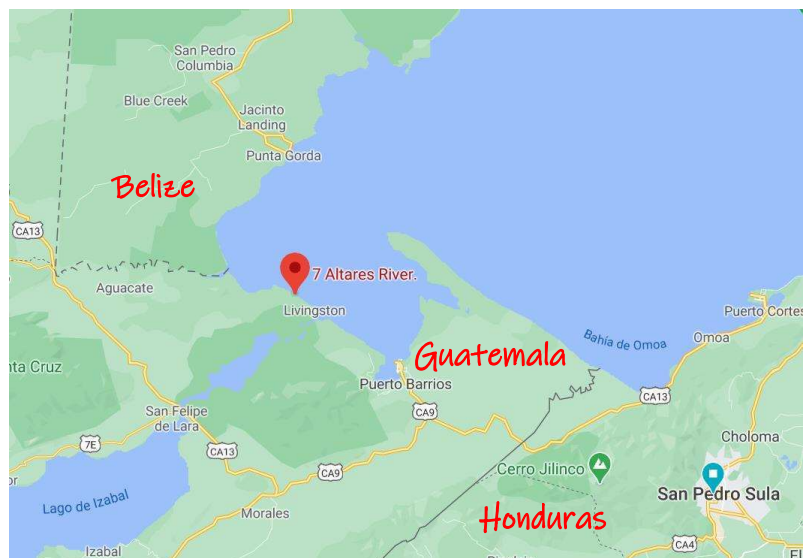 San Pedro
Columbia
Blue Creek
Jacinto
Landing
Punta Gorda
Belize
CA13
7 Altares River.
Aguacate
Livingston
Puerto Cortes
Bahía de Omoa
Omoa
Guatemala
nta Cruz
Puerto Barrios
CA13
San Felipe
de Lara
CA9
7E
CA13
Choloma
CA9
Cerro Jilinco
or
San Pedro Sula
Lago de Izabal
Morales
Honduras
CA4
Izabal